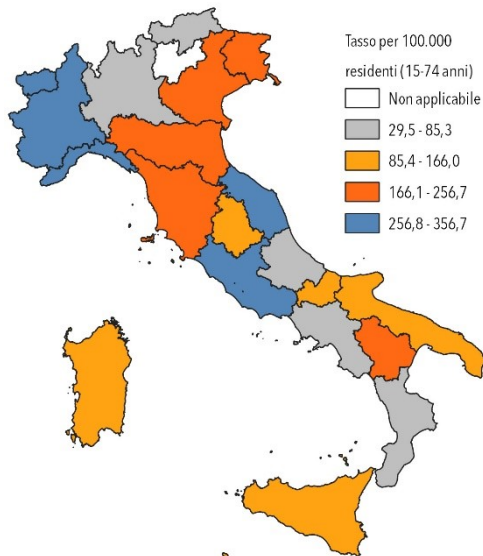 Tasso per 100.000
residenti (15-74 anni)
Non applicabile
29,5 - 85,3
85,4 - 166,0
166,1 - 256,7
256,8 - 356,7